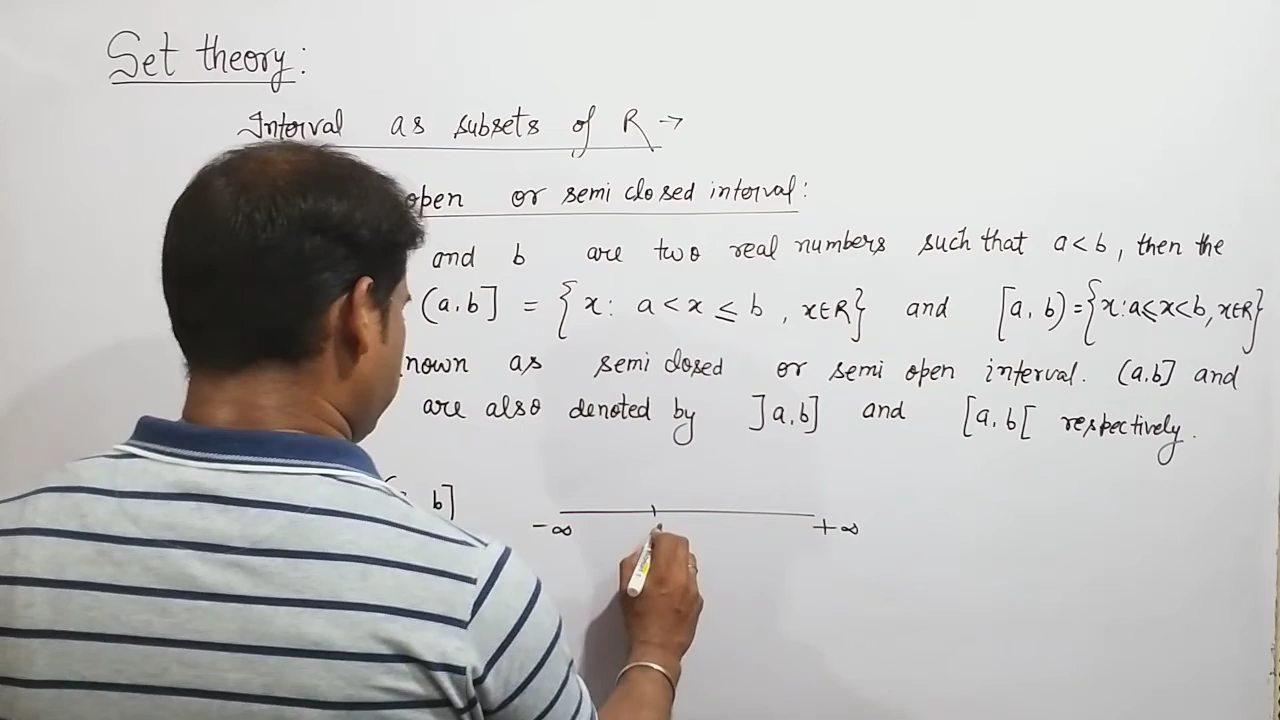 Set theory:
Interval as subsets of R →
open or semi closed interval:
and b are two real numbers such that a < b, then the
(a, b] = {x: a < x ≤ b, x∈R} and [a, b) = {x: a ≤ x < b, x∈R}
nown as semi closed or semi open interval. (a,b] and
are also denoted by ]a,b] and [a, b[ respectively.
b]
-∞ +∞